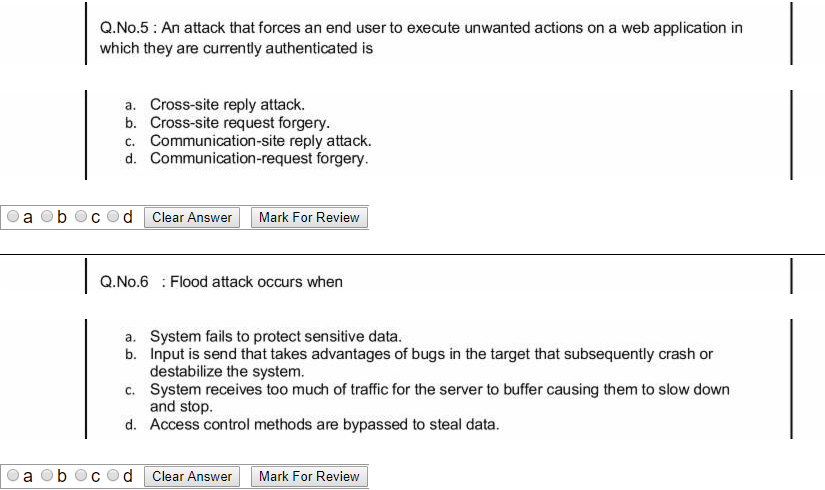 Q.No.5 : An attack that forces an end user to execute unwanted actions on a web application in
which they are currently authenticated is
a. Cross-site reply attack.
b. Cross-site request forgery.
c. Communication-site reply attack.
d. Communication-request forgery.
a b c d Clear Answer Mark For Review
Q.No.6 : Flood attack occurs when
a. System fails to protect sensitive data.
b. Input is send that takes advantages of bugs in the target that subsequently crash or
destabilize the system.
c. System receives too much of traffic for the server to buffer causing them to slow down
and stop.
d. Access control methods are bypassed to steal data.
a b c d Clear Answer Mark For Review